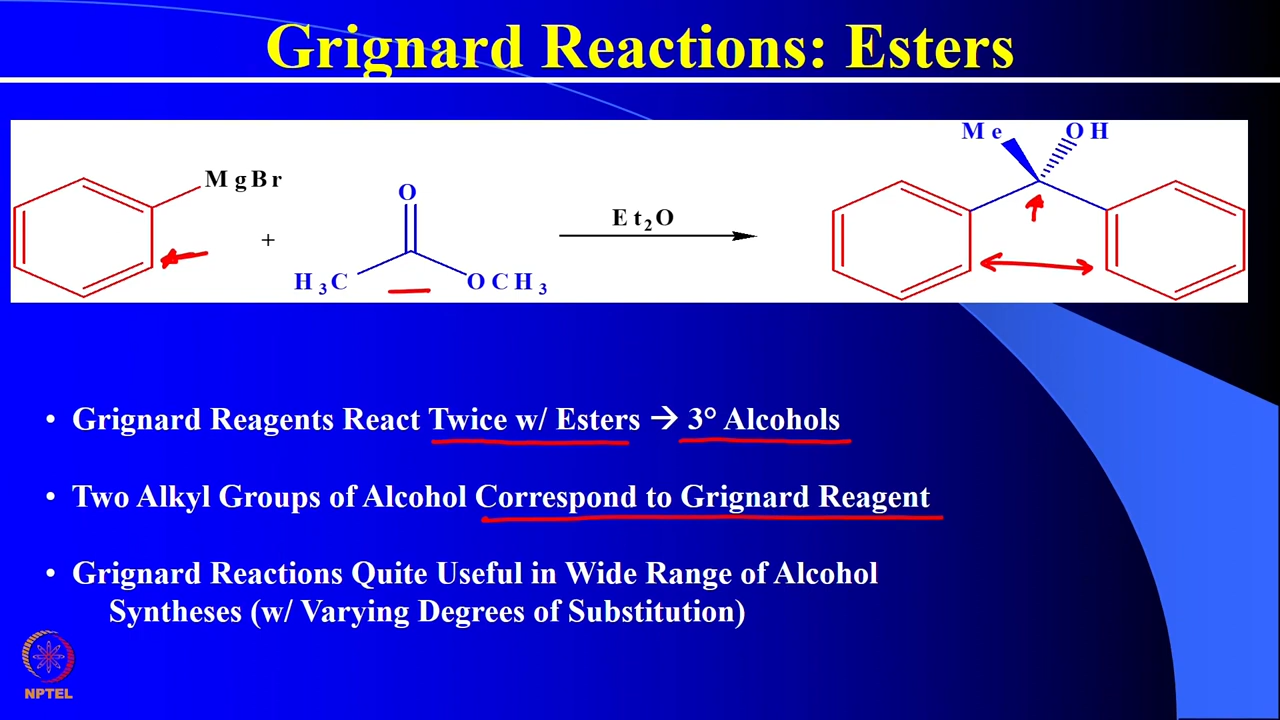 Grignard Reactions: Esters
Me OH
MgBr
O
Et2O
+
H3C OCH3
• Grignard Reagents React Twice w/ Esters → 3° Alcohols
• Two Alkyl Groups of Alcohol Correspond to Grignard Reagent
• Grignard Reactions Quite Useful in Wide Range of Alcohol
Syntheses (w/ Varying Degrees of Substitution)
NPTEL